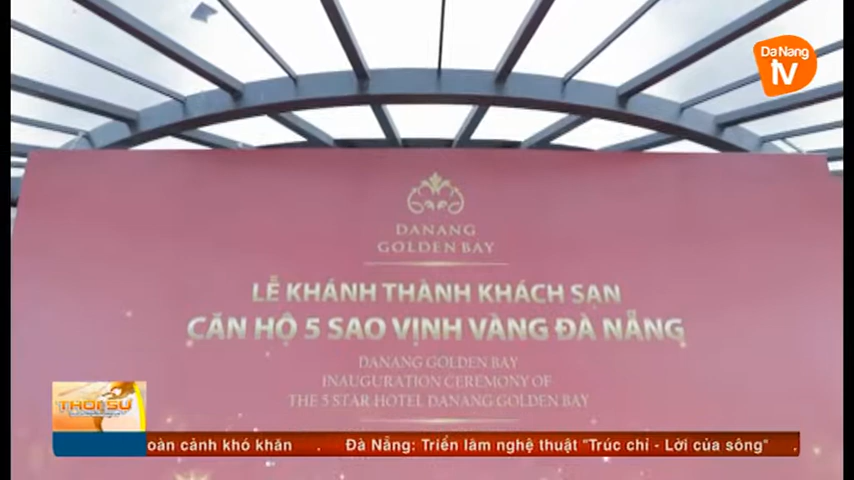 Da Nang
TV
DANANG
GOLDEN BAY
LỄ KHÁNH THÀNH KHÁCH SẠN
CĂN HỘ 5 SAO VỊNH VÀNG ĐÀ NẴNG
DANANG GOLDEN BAY
INAUGURATION CEREMONY OF
THE 5 STAR HOTEL DANANG GOLDEN BAY
THỜI SỰ
oàn cảnh khó khăn . Đà Nẵng: Triển lãm nghệ thuật "Trúc chỉ - Lời của sông" .